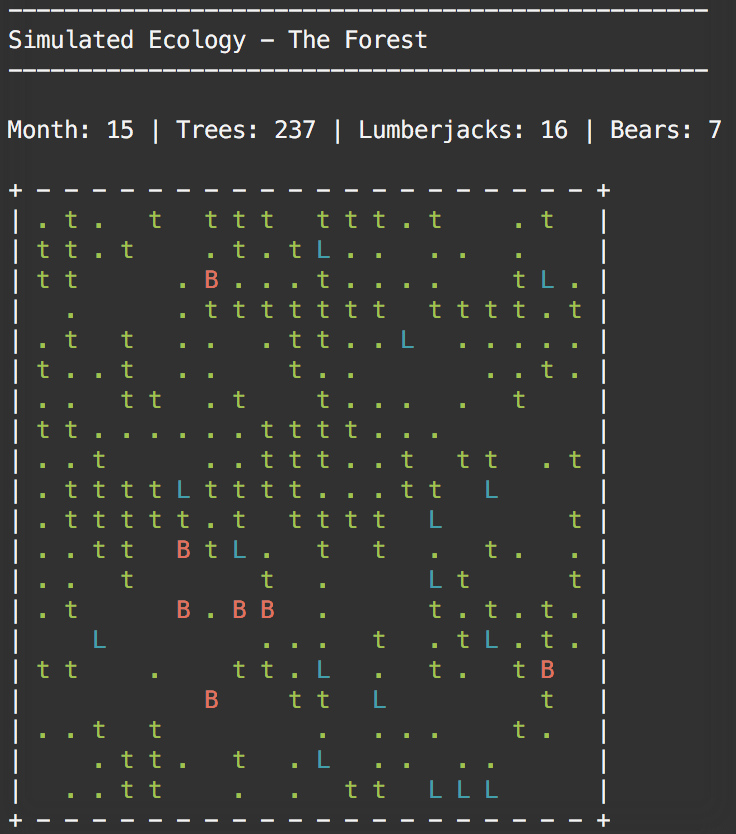 --------------------------------------------------
Simulated Ecology - The Forest
--------------------------------------------------
Month: 15 | Trees: 237 | Lumberjacks: 16 | Bears: 7
+ - - - - - - - - - - - - - - - - - - - - +
| . t .   t   t t t   t t t . t     . t   |
| t t . t     . t . t L . .   . .   .     |
| t t       . B . . . t . . . .     t L . |
|   .       . t t t t t t t   t t t t . t |
| . t   t   . .   . t t . . L   . . . . . |
| t . . t   . .     t . .         . . t . |
| . .   t t   . t     t . . .   .   t     |
| t t . . . . . . t t t t . . .           |
| . . t       . . t t t . . t   t t   . t |
| . t t t t L t t t t . . . t t   L       |
| . t t t t t . t   t t t t   L         t |
| . . t t   B t L .   t   t   .   t .   . |
| . .   t         t   .       L t       t |
| . t       B . B B   .       t . t . t . |
|     L           . . .   t   . t L . t . |
| t t     .     t t . L   .   t .   t B   |
|             B     t t   L           t   |
| . . t   t           .   . . .     t .   |
|     . t t .   t   . L   . .   . .       |
|   . . t t     .   .   t t   L L L       |
+ - - - - - - - - - - - - - - - - - - - - +